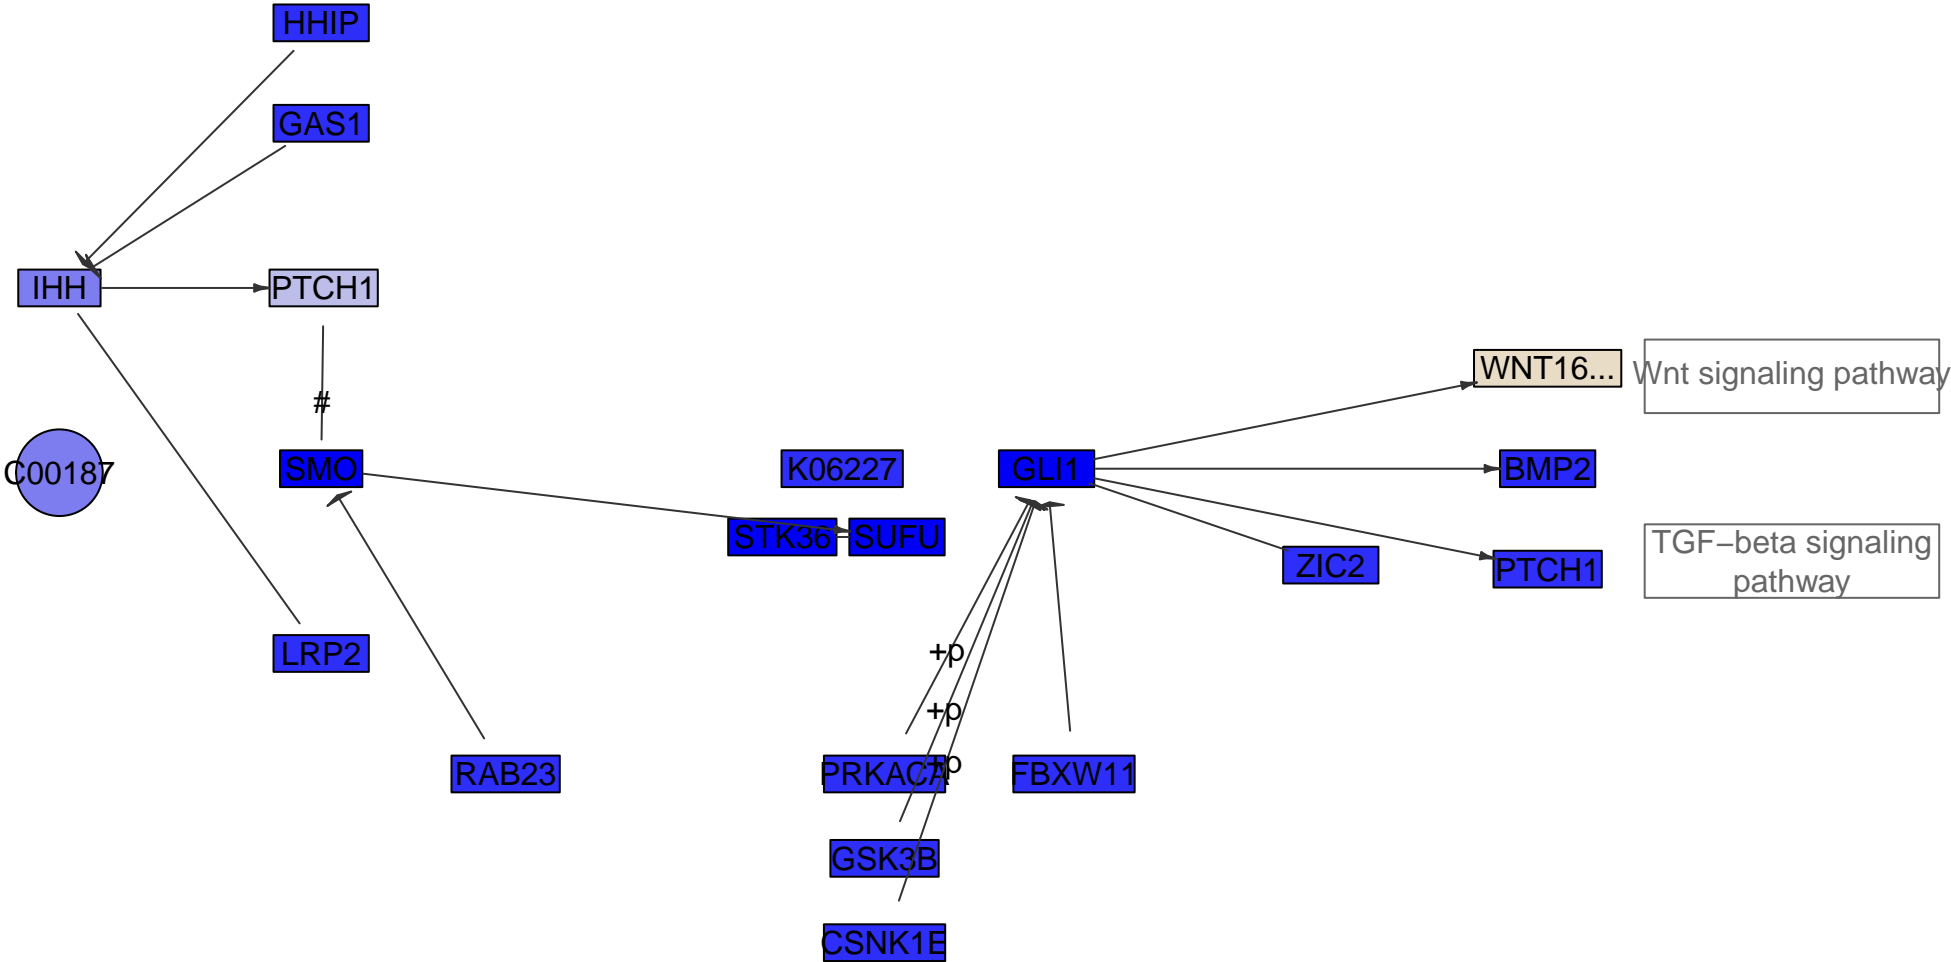 HHIP
GAS1
IHH
PTCH1
WNT16...
Wnt signaling pathway
#
C00187
SMO
K06227
GLI1
BMP2
STK36
SUFU
ZIC2
PTCH1
TGF−beta signaling
pathway
LRP2
+p
+p
+p
RAB23
PRKACA
FBXW11
GSK3B
CSNK1E